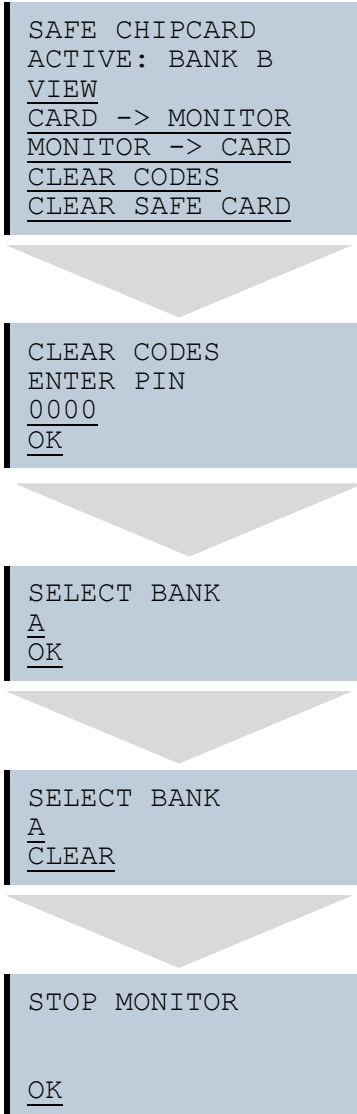 SAFE CHIPCARD
ACTIVE: BANK B
VIEW
CARD -> MONITOR
MONITOR -> CARD
CLEAR CODES
CLEAR SAFE CARD
CLEAR CODES
ENTER PIN
0000
OK
SELECT BANK
A
OK
SELECT BANK
A
CLEAR
STOP MONITOR
OK